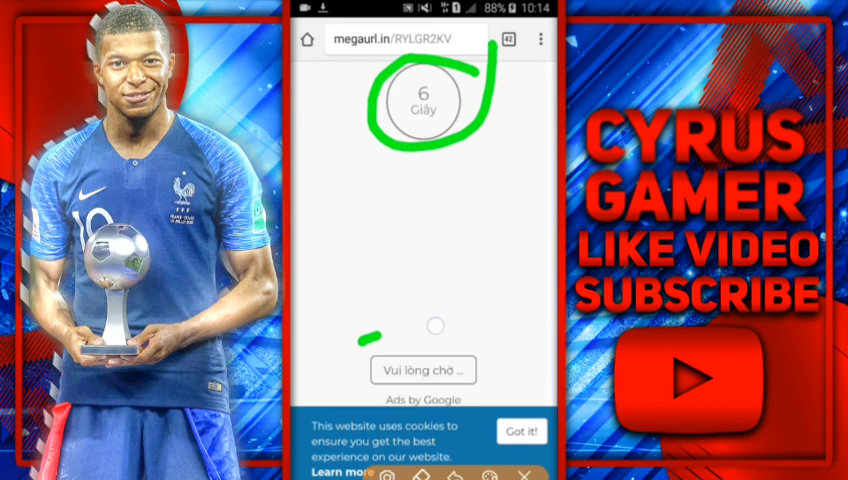 88% 10:14
megaurl.in/RYLGR2KV
42
6
Giây
Vui lòng chờ ...
Ads by Google
This website uses cookies to
ensure you get the best
experience on our website.
Learn more
Got it!
CYRUS
GAMER
LIKE VIDEO
SUBSCRIBE
FFF
10